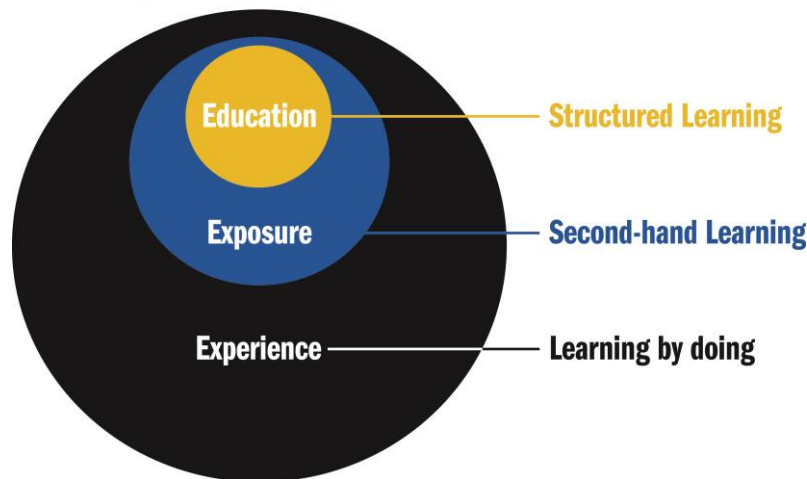 Education
Structured Learning
Exposure
Second-hand Learning
Experience
Learning by doing